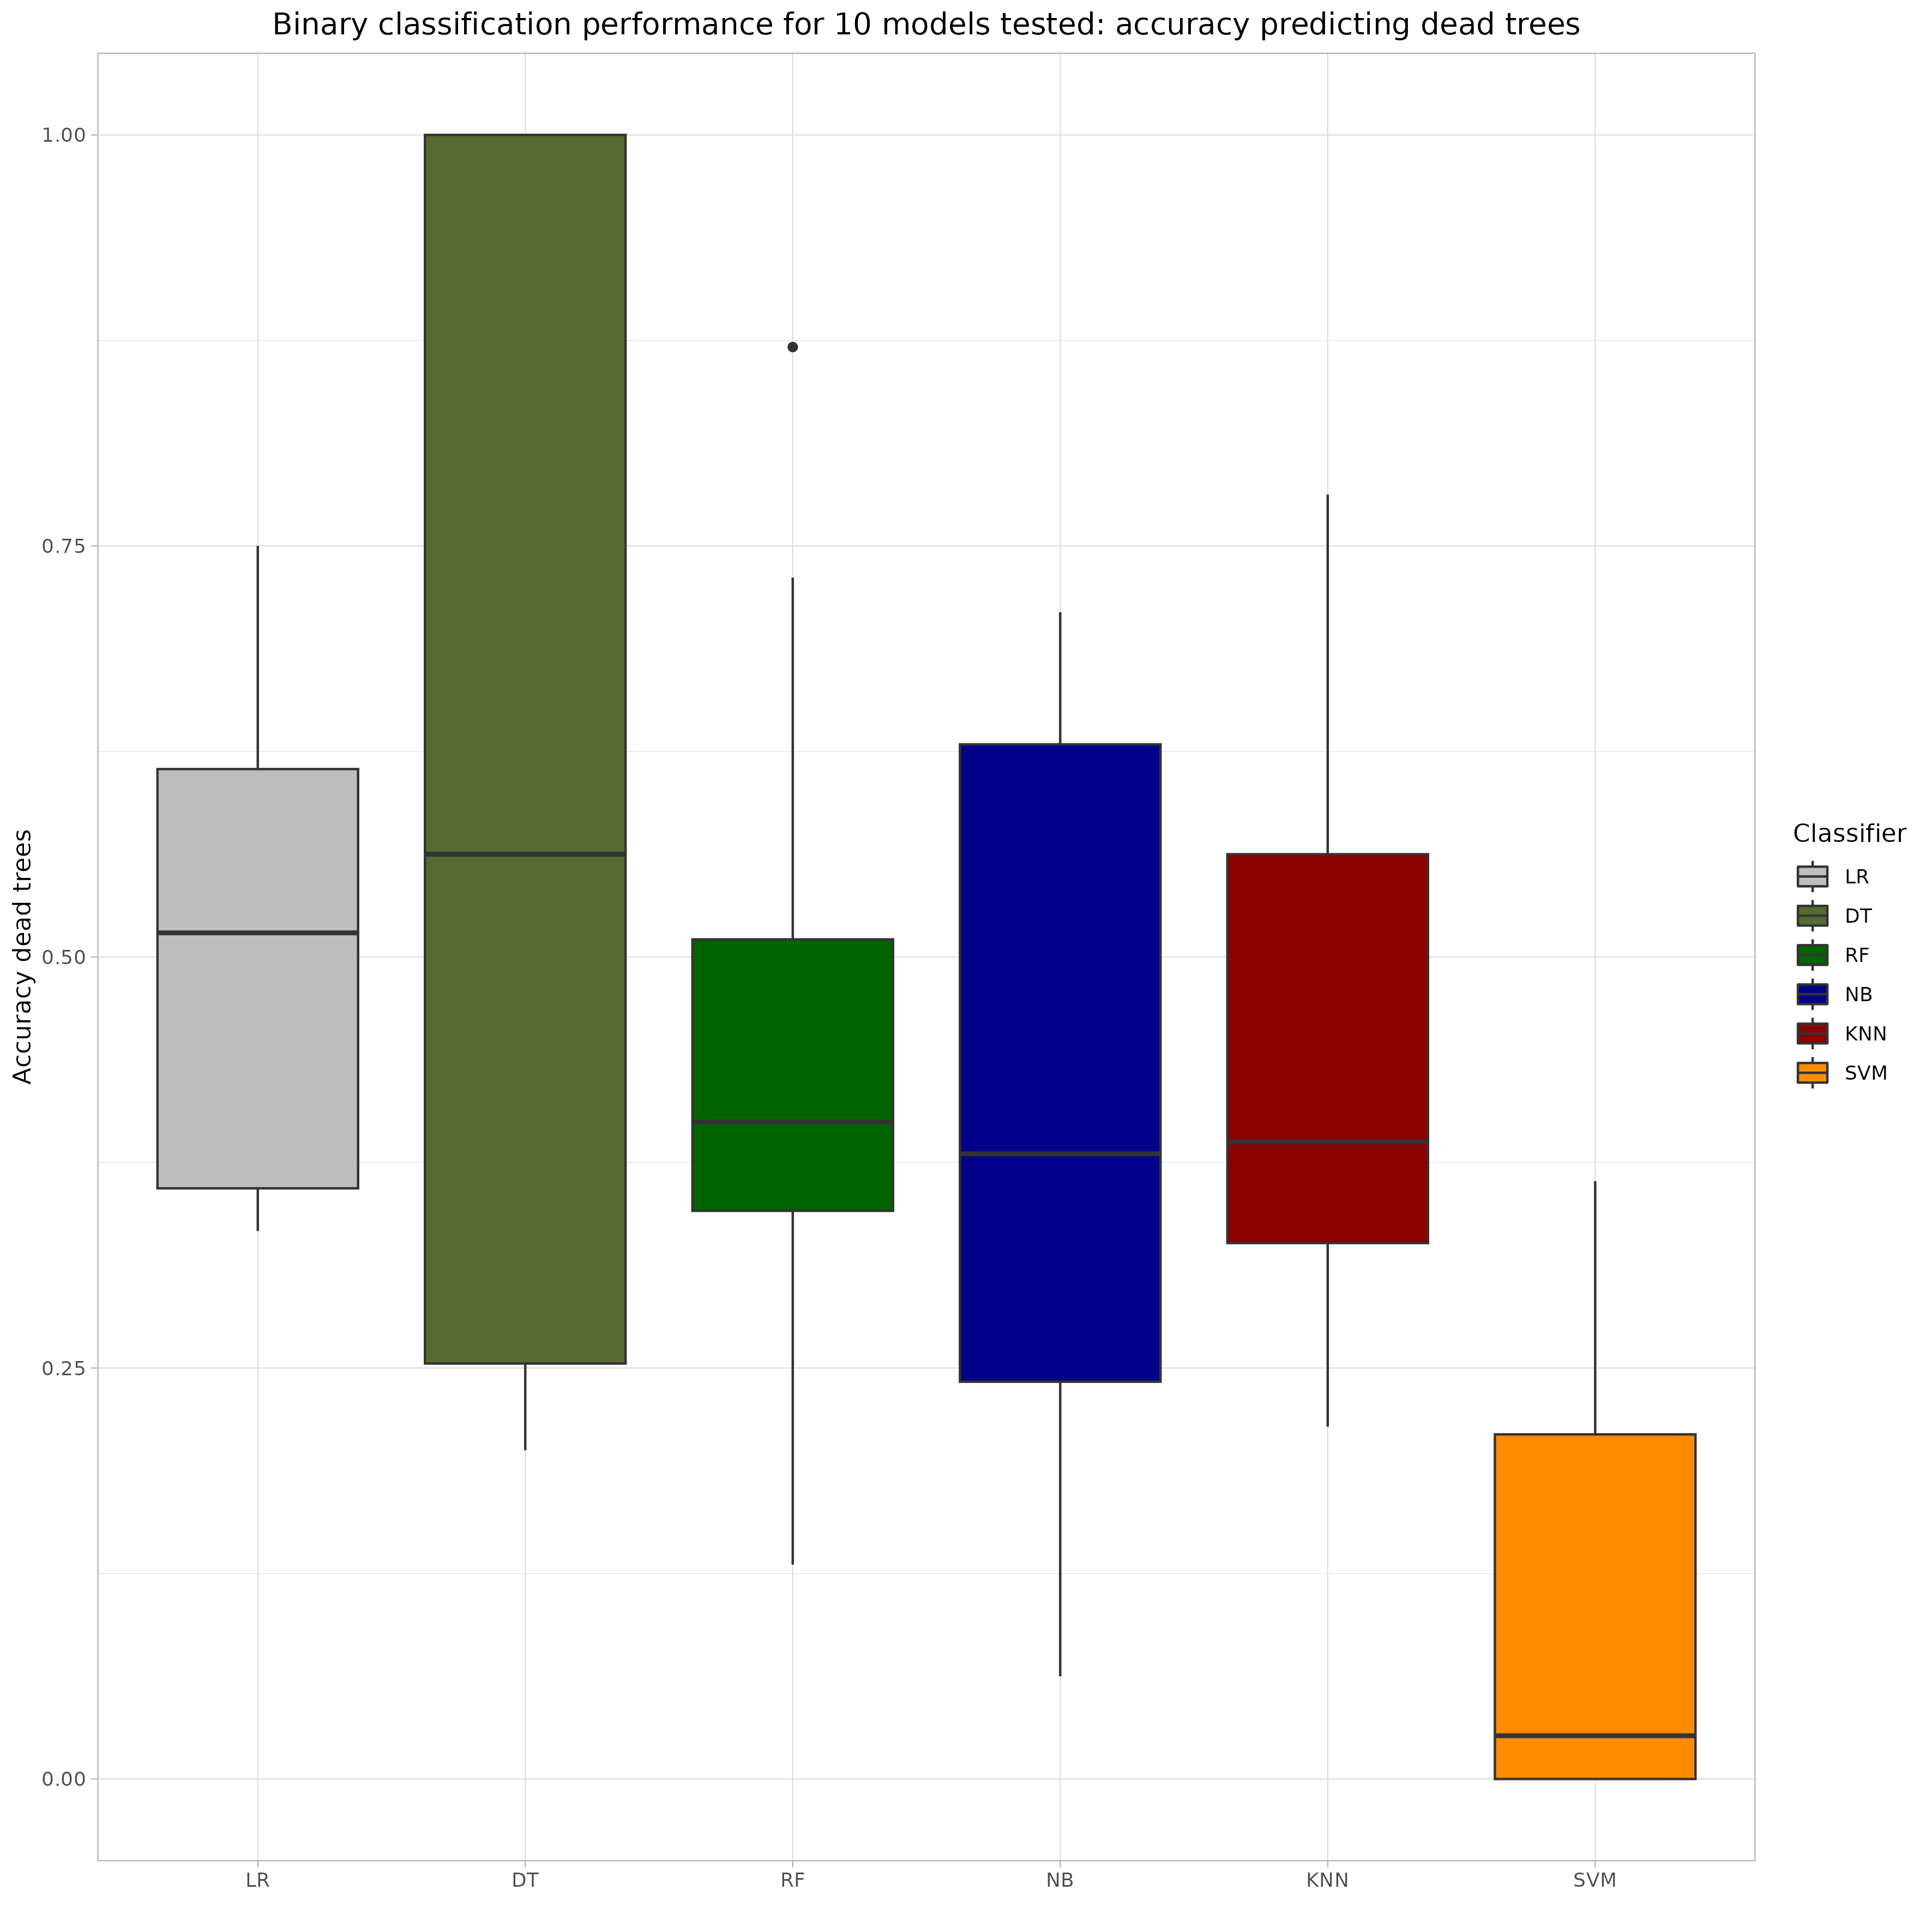 Binary classification performance for 10 models tested: accuracy predicting dead trees
Accuracy dead trees
1.00
0.75
0.50
0.25
0.00
LR
DT
RF
NB
KNN
SVM
Classifier
LR
DT
RF
NB
KNN
SVM